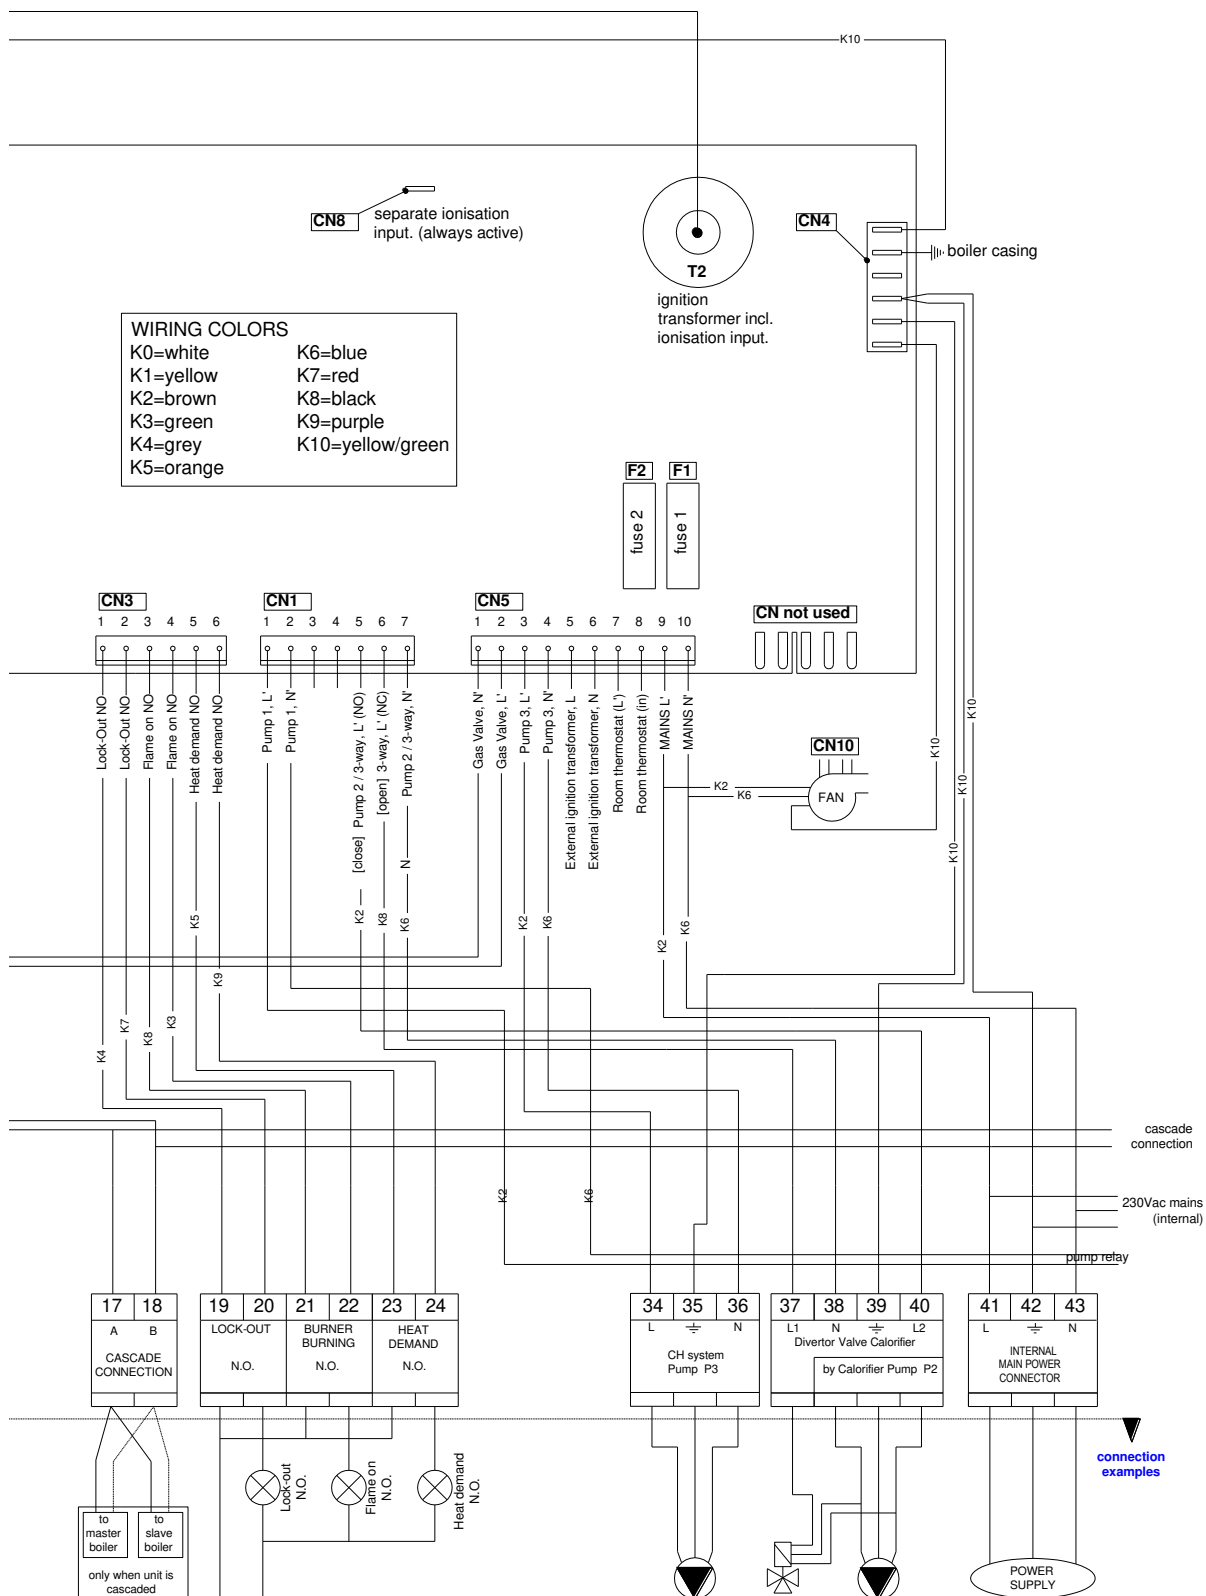 K10
CN8
separate ionisation
input. (always active)
T2
ignition
transformer incl.
ionisation input.
CN4
boiler casing
WIRING COLORS
K0=white
K1=yellow
K2=brown
K3=green
K4=grey
K5=orange
K6=blue
K7=red
K8=black
K9=purple
K10=yellow/green
F2
F1
fuse 2
fuse 1
CN3
1 2 3 4 5 6
CN1
1 2 3 4 5 6 7
CN5
1 2 3 4 5 6 7 8 9 10
CN not used
Lock-Out NO
Lock-Out NO
Flame on NO
Flame on NO
Heat demand NO
Heat demand NO
Pump 1, L'
Pump 1, N'
[close] Pump 2 / 3-way, L' (NO)
[open] 3-way, L' (NC)
Pump 2 / 3-way, N'
N
Gas Valve, N'
Gas Valve, L'
Pump 3, L'
Pump 3, N'
External ignition transformer, L
External ignition transformer, N
Room thermostat (L')
Room thermostat (in)
MAINS L'
MAINS N'
K2
K6
CN10
FAN
K10
K10
K10
K10
K4
K7
K8
K3
K5
K9
K2
K8
K6
K2
K6
K2
K6
K2
K6
cascade
connection
230Vac mains
(internal)
pump relay
17 18
A B
CASCADE
CONNECTION
19 20 21 22 23 24
LOCK-OUT
N.O.
BURNER
BURNING
N.O.
HEAT
DEMAND
N.O.
34 35 36
L N
CH system
Pump P3
37 38 39 40
L1 N L2
Divertor Valve Calorifier
by Calorifier Pump P2
41 42 43
L N
INTERNAL
MAIN POWER
CONNECTOR
connection
examples
Lock-out
N.O.
Flame on
N.O.
Heat demand
N.O.
to
master
boiler
to
slave
boiler
only when unit is
cascaded
POWER
SUPPLY